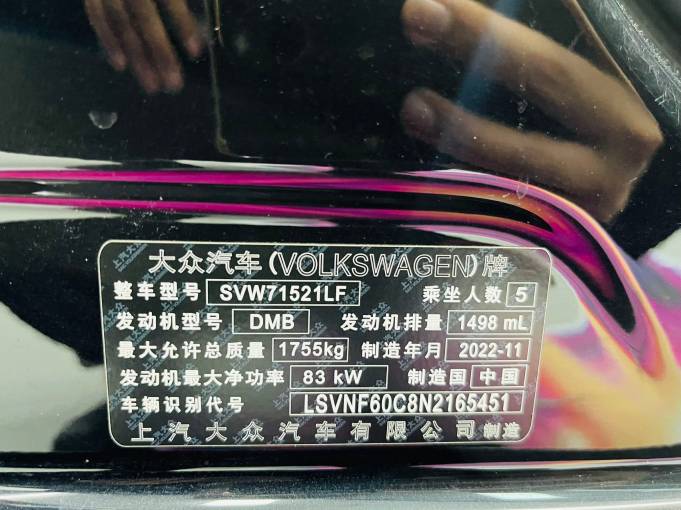 大众汽车(VOLKSWAGEN)牌
整车型号 SVW71521LF 乘坐人数 5
发动机型号 DMB 发动机排量 1498 mL
最大允许总质量 1755kg 制造年月 2022-11
发动机最大净功率 83 kW 制造国 中国
车辆识别代号 LSVNF60C8N2165451
上汽大众汽车有限公司 制造